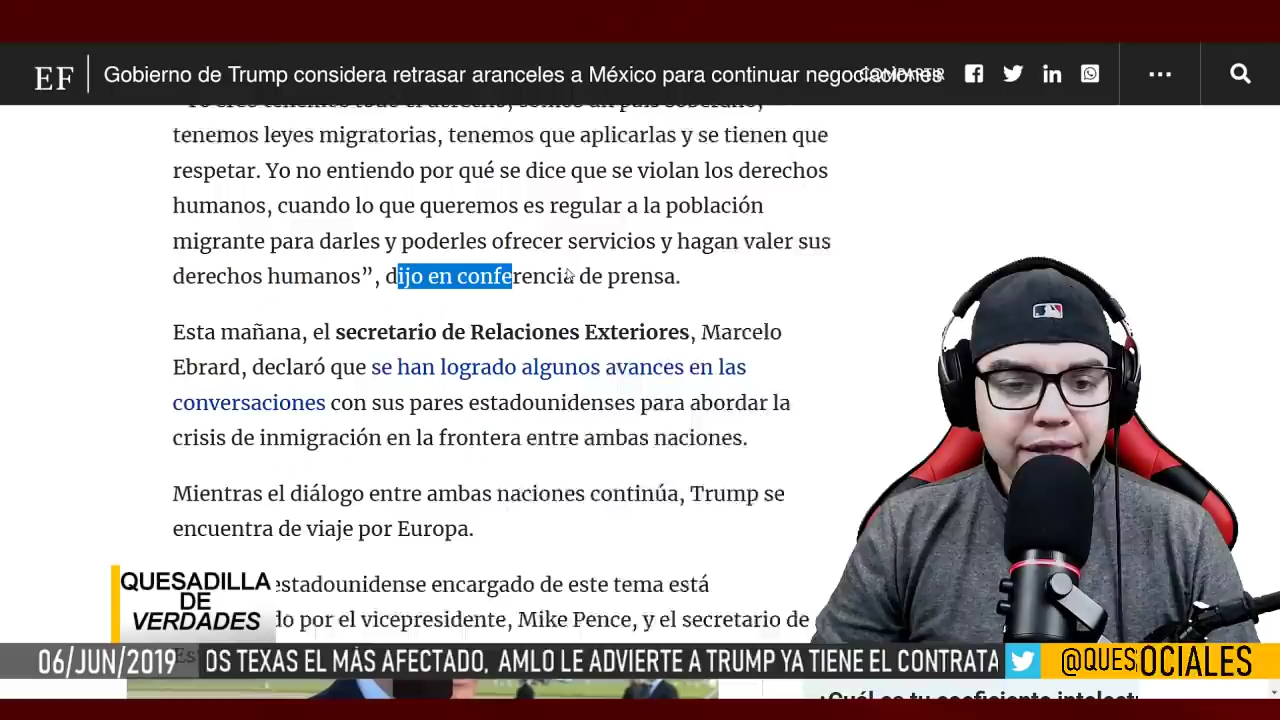 EF
Gobierno de Trump considera retrasar aranceles a México para continuar negociaciones
COMPARTIR
tenemos leyes migratorias, tenemos que aplicarlas y se tienen que
respetar. Yo no entiendo por qué se dice que se violan los derechos
humanos, cuando lo que queremos es regular a la población
migrante para darles y poderles ofrecer servicios y hagan valer sus
derechos humanos”, dijo en conferencia de prensa.
Esta mañana, el secretario de Relaciones Exteriores, Marcelo
Ebrard, declaró que se han logrado algunos avances en las
conversaciones con sus pares estadounidenses para abordar la
crisis de inmigración en la frontera entre ambas naciones.
Mientras el diálogo entre ambas naciones continúa, Trump se
encuentra de viaje por Europa.
estadounidense encargado de este tema está
do por el vicepresidente, Mike Pence, y el secretario de
QUESADILLA
DE
VERDADES
06/JUN/2019
OS TEXAS EL MÁS AFECTADO, AMLO LE ADVIERTE A TRUMP YA TIENE EL CONTRATA
@QUESOCIALES